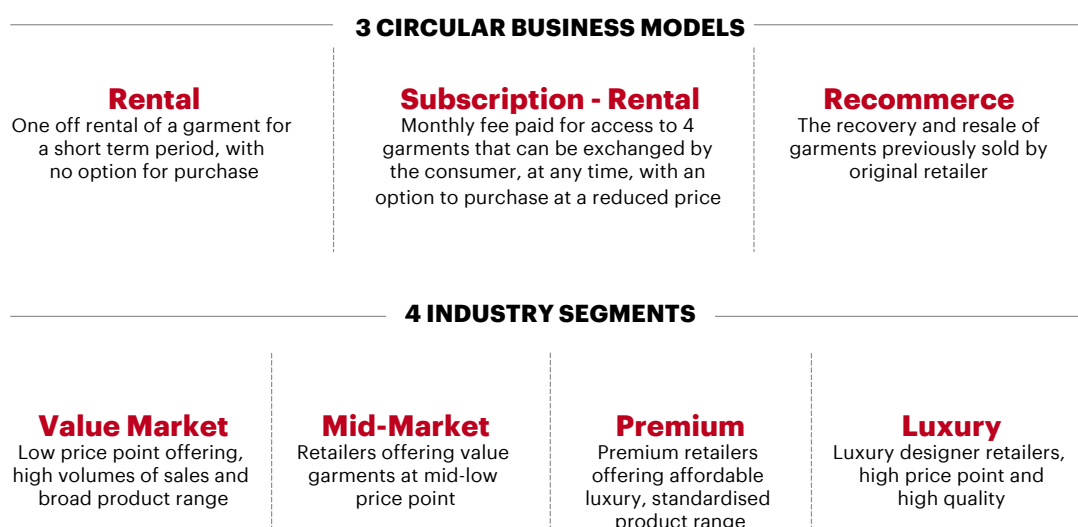 3 CIRCULAR BUSINESS MODELS
Rental
One off rental of a garment for
a short term period, with
no option for purchase
Subscription - Rental
Monthly fee paid for access to 4
garments that can be exchanged by
the consumer, at any time, with an
option to purchase at a reduced price
Recommerce
The recovery and resale of
garments previously sold by
original retailer
4 INDUSTRY SEGMENTS
Value Market
Low price point offering,
high volumes of sales and
broad product range
Mid-Market
Retailers offering value
garments at mid-low
price point
Premium
Premium retailers
offering affordable
luxury, standardised
product range
Luxury
Luxury designer retailers,
high price point and
high quality